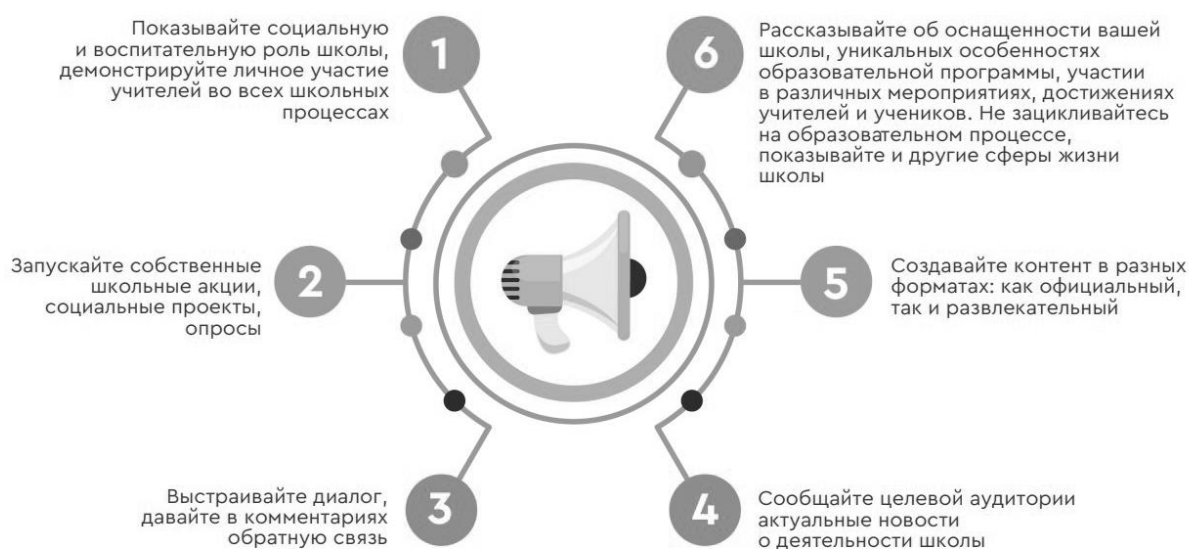 1
Показывайте социальную
и воспитательную роль школы,
демонстрируйте личное участие
учителей во всех школьных
процессах
2
Запускайте собственные
школьные акции,
социальные проекты,
опросы
3
Выстраивайте диалог,
давайте в комментариях
обратную связь
4
Сообщайте целевой аудитории
актуальные новости
о деятельности школы
5
Создавайте контент в разных
форматах: как официальный,
так и развлекательный
6
Рассказывайте об оснащенности вашей
школы, уникальных особенностях
образовательной программы, участии
в различных мероприятиях, достижениях
учителей и учеников. Не зацикливайтесь
на образовательном процессе,
показывайте и другие сферы жизни
школы